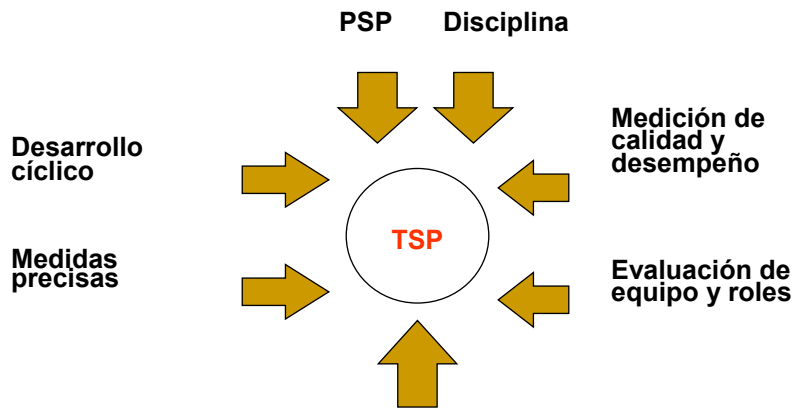 PSP Disciplina
Desarrollo
cíclico
Medición de
calidad y
desempeño
TSP
Medidas
precisas
Evaluación de
equipo y roles